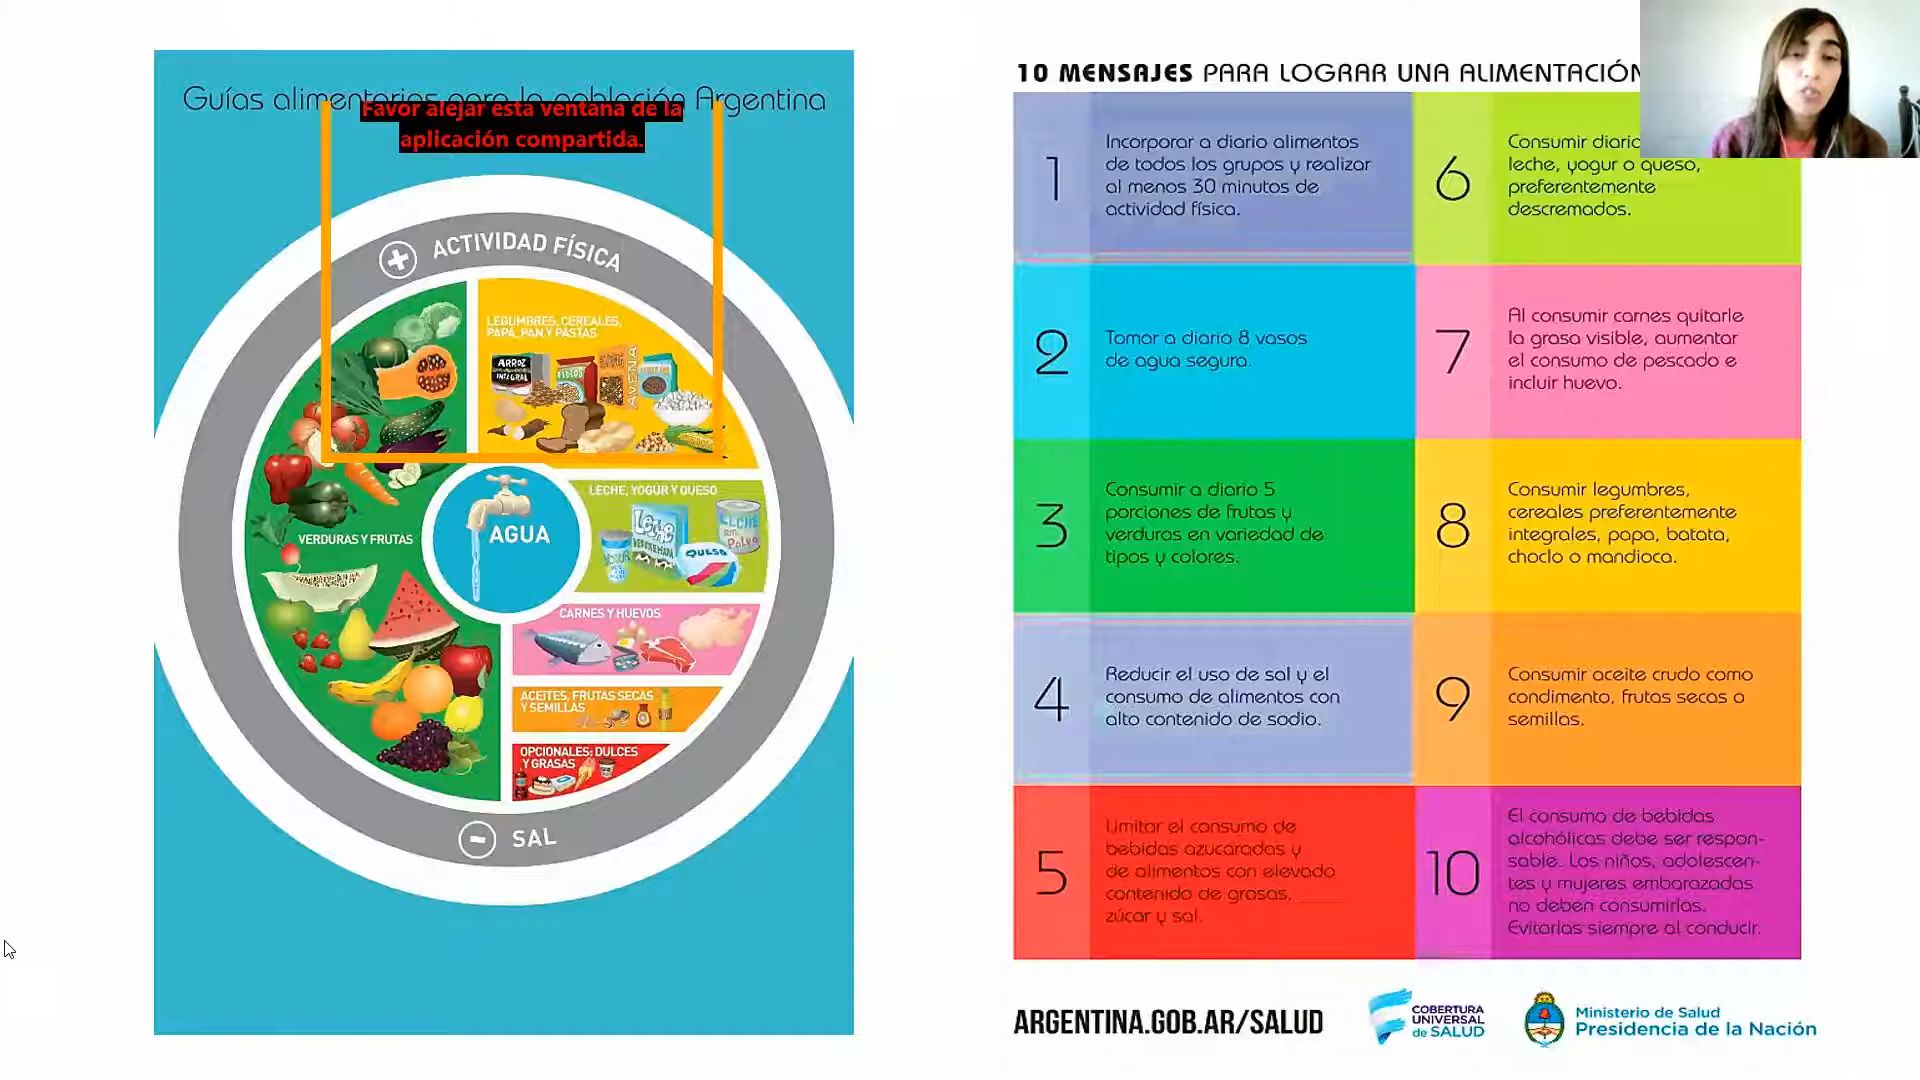 Guías alimentarias para la población Argentina
Favor alejar esta ventana de la
aplicación compartida.
ACTIVIDAD FÍSICA
LEGUMBRES, CEREALES,
PAPA, PAN Y PASTAS
ARROZ
INTEGRAL
AVENA
LECHE, YOGUR Y QUESO
Leche
LECHE
Polvo
QUESO
AGUA
VERDURAS Y FRUTAS
CARNES Y HUEVOS
ACEITES, FRUTAS SECAS
Y SEMILLAS
OPCIONALES: DULCES
Y GRASAS
SAL
10 MENSAJES PARA LOGRAR UNA ALIMENTACIÓN
1
Incorporar a diario alimentos
de todos los grupos y realizar
al menos 30 minutos de
actividad física.
2
Tomar a diario 8 vasos
de agua segura.
3
Consumir a diario 5
porciones de frutas y
verduras en variedad de
tipos y colores.
4
Reducir el uso de sal y el
consumo de alimentos con
alto contenido de sodio.
5
Limitar el consumo de
bebidas azucaradas y
de alimentos con elevado
contenido de grasas,
zúcar y sal.
6
Consumir diario
leche, yogur o queso,
preferentemente
descremados.
7
Al consumir carnes quitarle
la grasa visible, aumentar
el consumo de pescado e
incluir huevo.
8
Consumir legumbres,
cereales preferentemente
integrales, papa, batata,
choclo o mandioca.
9
Consumir aceite crudo como
condimento, frutas secas o
semillas.
10
El consumo de bebidas
alcohólicas debe ser respon-
sable. Los niños, adolescen-
tes y mujeres embarazadas
no deben consumirlas.
Evitarlas siempre al conducir.
ARGENTINA.GOB.AR/SALUD
COBERTURA
UNIVERSAL
de SALUD
Ministerio de Salud
Presidencia de la Nación